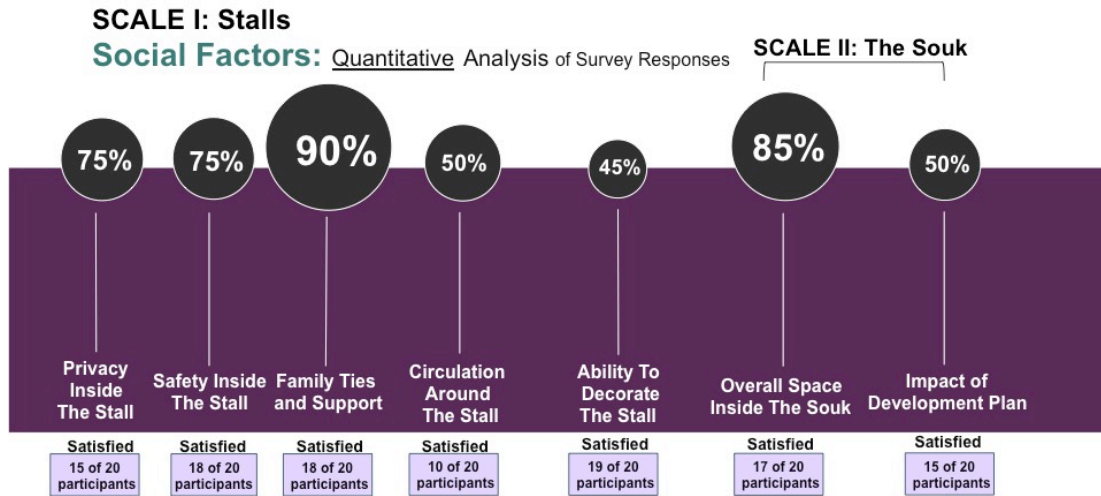 SCALE I: Stalls
Social Factors: Quantitative Analysis of Survey Responses
SCALE II: The Souk
75%
75%
90%
50%
45%
85%
50%
Privacy
Inside
The Stall
Safety Inside
The Stall
Family Ties
and Support
Circulation
Around
The Stall
Ability To
Decorate
The Stall
Overall Space
Inside The Souk
Impact of
Development Plan
Satisfied
15 of 20
participants
Satisfied
18 of 20
participants
Satisfied
18 of 20
participants
Satisfied
10 of 20
participants
Satisfied
19 of 20
participants
Satisfied
17 of 20
participants
Satisfied
15 of 20
participants